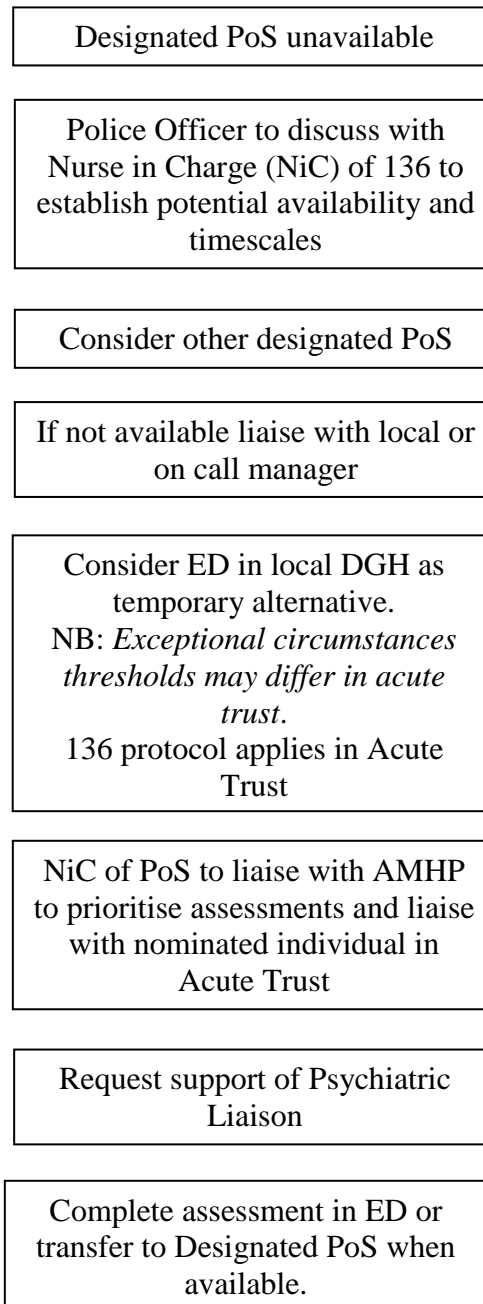 Designated PoS unavailable
Police Officer to discuss with
Nurse in Charge (NiC) of 136 to
establish potential availability and
timescales
Consider other designated PoS
If not available liaise with local or
on call manager
Consider ED in local DGH as
temporary alternative.
NB: Exceptional circumstances
thresholds may differ in acute
trust.
136 protocol applies in Acute
Trust
NiC of PoS to liaise with AMHP
to prioritise assessments and liaise
with nominated individual in
Acute Trust
Request support of Psychiatric
Liaison
Complete assessment in ED or
transfer to Designated PoS when
available.